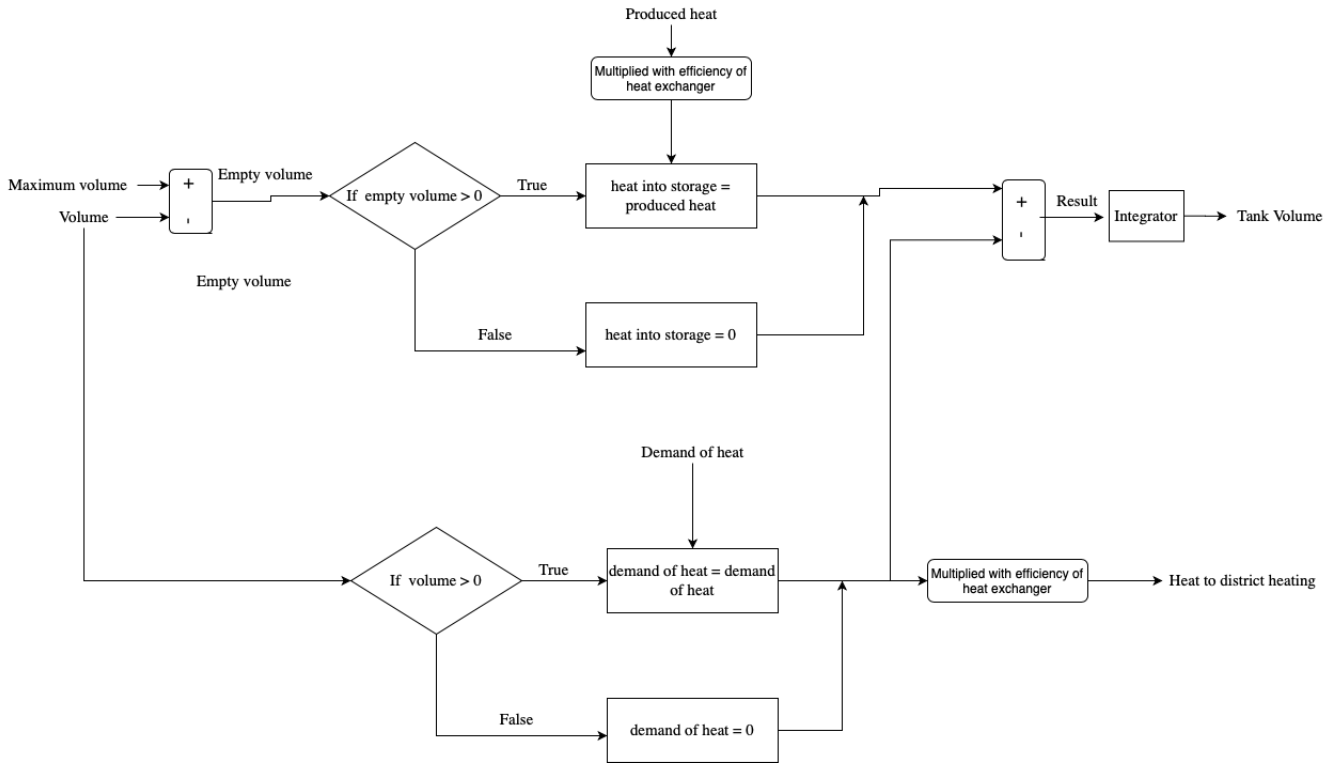 Produced heat
Multiplied with efficiency of
heat exchanger
Maximum volume
+
Empty volume
If empty volume > 0
True
heat into storage =
produced heat
+
Result
Integrator
Tank Volume
Volume
-
-
Empty volume
False
heat into storage = 0
Demand of heat
If volume > 0
True
demand of heat = demand
of heat
Multiplied with efficiency of
heat exchanger
Heat to district heating
False
demand of heat = 0